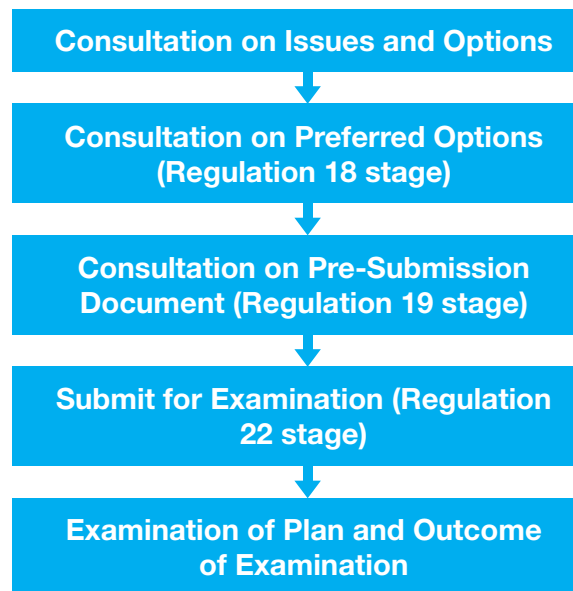 Consultation on Issues and Options
Consultation on Preferred Options
(Regulation 18 stage)
Consultation on Pre-Submission
Document (Regulation 19 stage)
Submit for Examination (Regulation
22 stage)
Examination of Plan and Outcome
of Examination